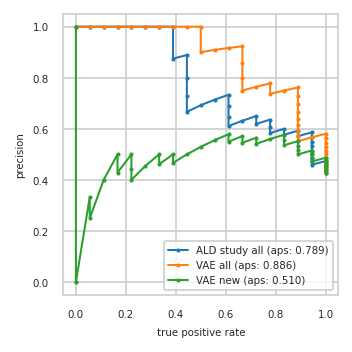 1.0
0.8
0.6
0.4
0.2
0.0
precision
ALD study all (aps: 0.789)
VAE all (aps: 0.886)
VAE new (aps: 0.510)
0.0 0.2 0.4 0.6 0.8 1.0
true positive rate